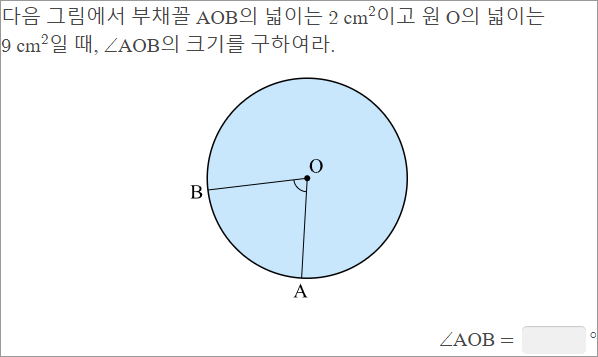 다음 그림에서 부채꼴 AOB의 넓이는 2 cm²이고 원 O의 넓이는
9 cm²일 때, ∠AOB의 크기를 구하여라.
O
B
A
∠AOB = °